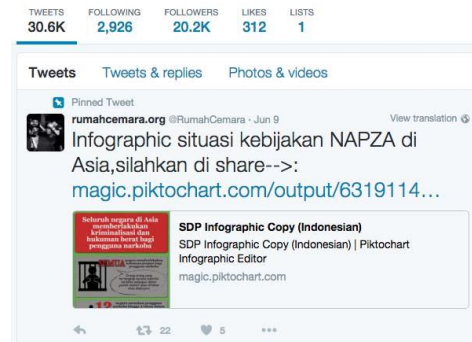 TWEETS FOLLOWING FOLLOWERS LIKES LISTS
30.6K 2,926 20.2K 312 1
Tweets Tweets & replies Photos & videos
Pinned Tweet
rumahcemara.org @RumahCemara · Jun 9 View translation
Infographic situasi kebijakan NAPZA di
Asia,silahkan di share-->:
magic.piktochart.com/output/6319114...
Seluruh negara di Asia
memberlakukan
kriminalisasi dan
hukuman berat bagi
pengguna narkoba
SEMUA
12
SDP Infographic Copy (Indonesian)
SDP Infographic Copy (Indonesian) | Piktochart
Infographic Editor
magic.piktochart.com
22 5